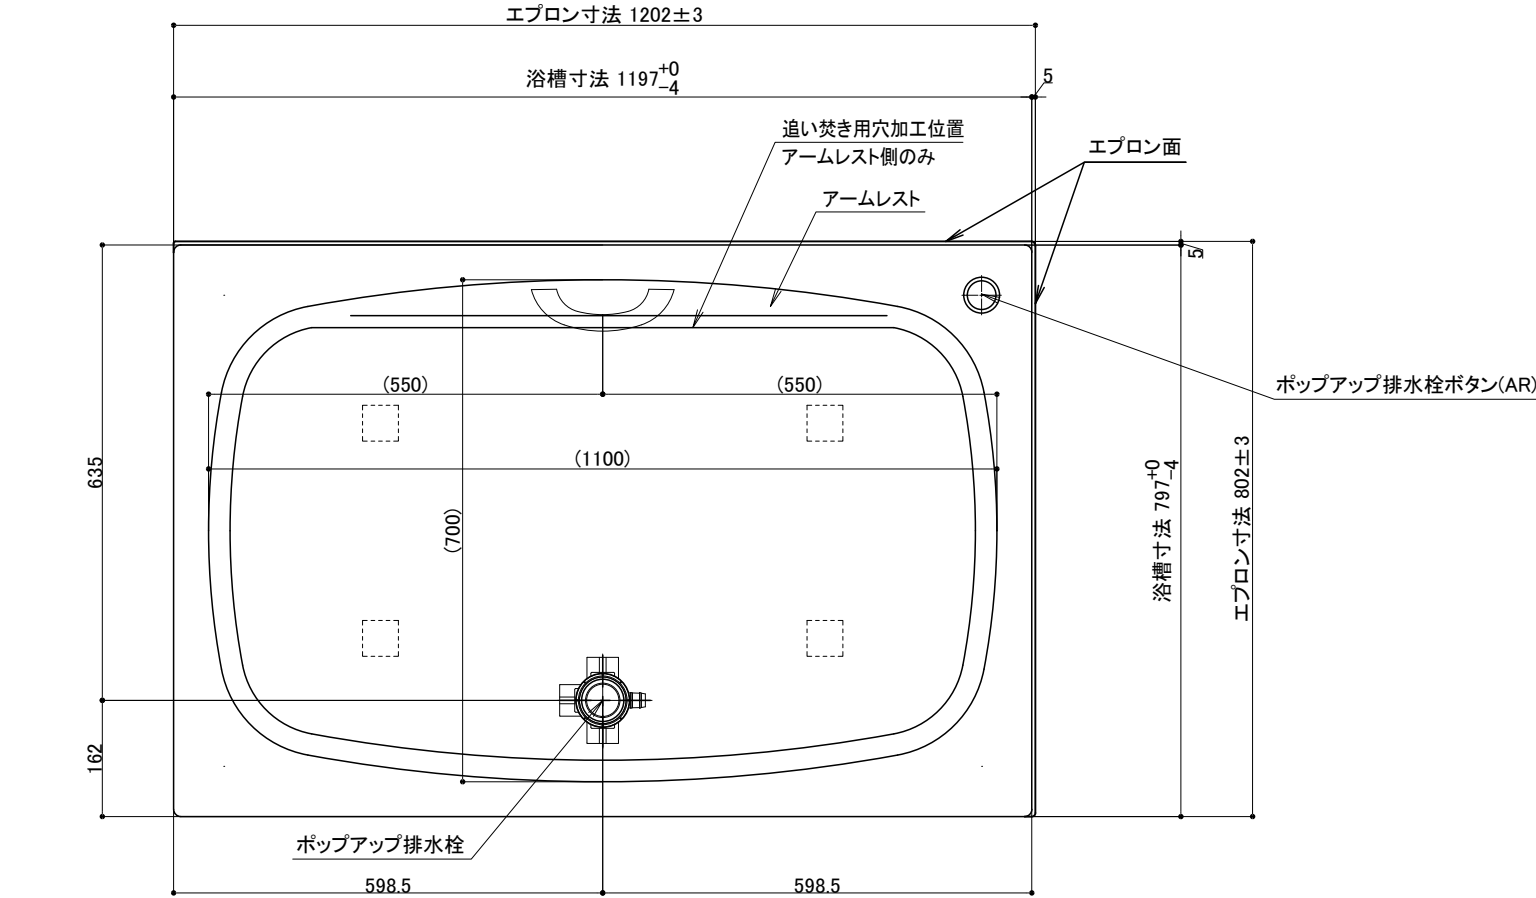 エプロン寸法 1202±3
浴槽寸法 1197 +0 -4
5
追い焚き用穴加工位置
アームレスト側のみ
エプロン面
アームレスト
5
(550)
(550)
ポップアップ排水栓ボタン(AR)
(1100)
635
(700)
浴槽寸法 797 +0 -4
エプロン寸法 802±3
162
ポップアップ排水栓
598.5
598.5